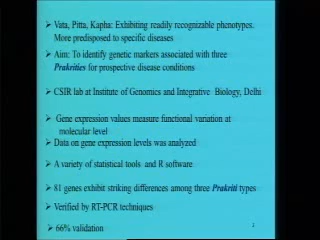 ➢ Vata, Pitta, Kapha: Exhibiting readily recognizable phenotypes.
More predisposed to specific diseases
➢ Aim: To identify genetic markers associated with three
Prakrities for prospective disease conditions
➢ CSIR lab at Institute of Genomics and Integrative Biology, Delhi
➢ Gene expression values measure functional variation at
molecular level
➢ Data on gene expression levels was analyzed
➢ A variety of statistical tools and R software
➢ 81 genes exhibit striking differences among three Prakriti types
➢ Verified by RT-PCR techniques
➢ 66% validation
2